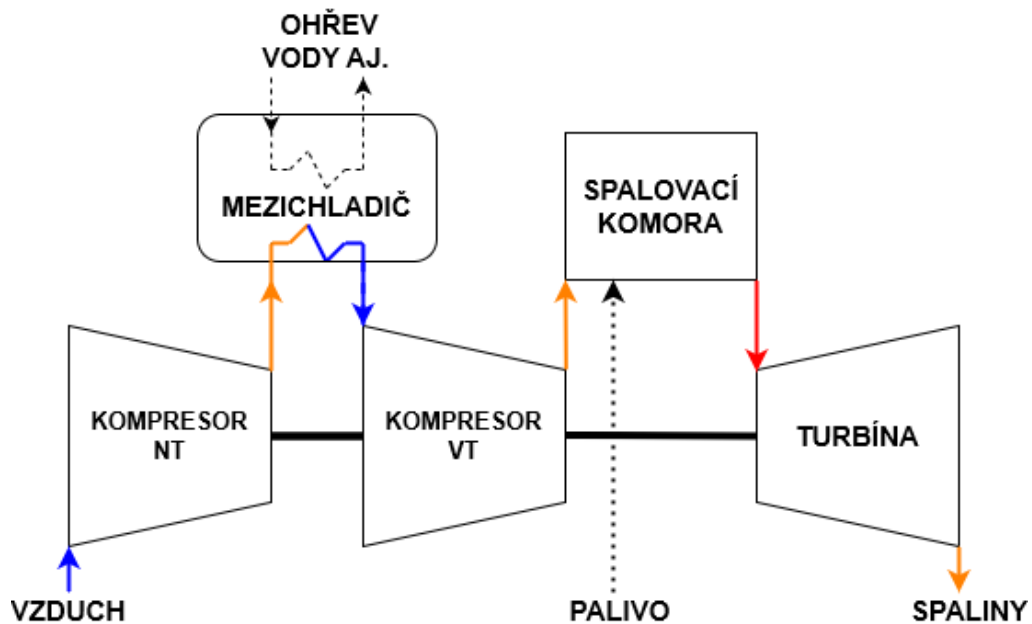 OHŘEV
VODY AJ.
MEZICHLADIČ
SPALOVACÍ
KOMORA
KOMPRESOR
NT
KOMPRESOR
VT
TURBÍNA
VZDUCH
PALIVO
SPALINY